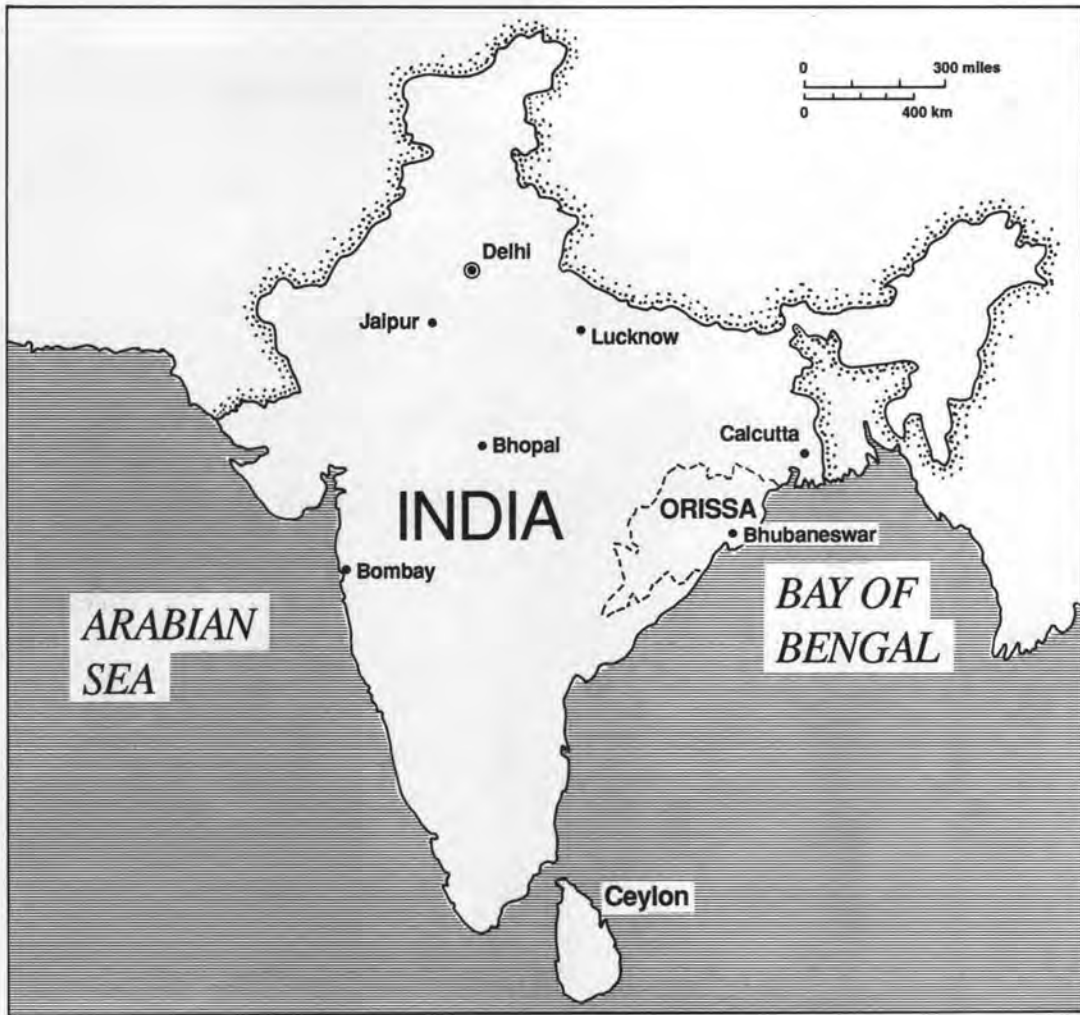 0 300 miles
0 400 km
Delhi
Jaipur
Lucknow
Calcutta
Bhopal
INDIA
ORISSA
Bhubaneswar
Bombay
ARABIAN
SEA
BAY OF
BENGAL
Ceylon